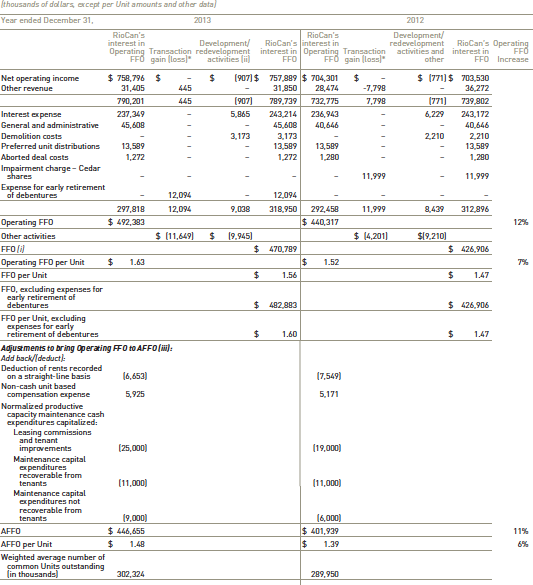 (thousands of dollars, except per Unit amounts and other data)
Year ended December 31, 2013 2012
RioCan's interest in Operating FFO Transaction gain (loss)* Development/ redevelopment activities (ii) RioCan's interest in FFO RioCan's interest in Operating FFO Transaction gain (loss)* Development/ redevelopment activities and other RioCan's interest in FFO Operating FFO Increase
Net operating income $ 758,796 $ – $ (907) $ 757,889 $ 704,301 $ – $ (771) $ 703,530
Other revenue 31,405 445 – 31,850 28,474 -7,798 – 36,272
790,201 445 (907) 789,739 732,775 7,798 (771) 739,802
Interest expense 237,349 – 5,865 243,214 236,943 – 6,229 243,172
General and administrative 45,608 – – 45,608 40,646 – – 40,646
Demolition costs – – 3,173 3,173 – – 2,210 2,210
Preferred unit distributions 13,589 – – 13,589 13,589 – – 13,589
Aborted deal costs 1,272 – – 1,272 1,280 – – 1,280
Impairment charge – Cedar
shares – – – – – 11,999 – 11,999
Expense for early retirement
of debentures – 12,094 – 12,094 – – – –
297,818 12,094 9,038 318,950 292,458 11,999 8,439 312,896
Operating FFO $ 492,383 $ 440,317 12%
Other activities $ (11,649) $ (9,945) $ (4,201) $(9,210)
FFO (i) $ 470,789 $ 426,906
Operating FFO per Unit $ 1.63 $ 1.52 7%
FFO per Unit $ 1.56 $ 1.47
FFO, excluding expenses for
early retirement of
debentures $ 482,883 $ 426,906
FFO per Unit, excluding
expenses for early
retirement of debentures $ 1.60 $ 1.47
Adjustments to bring Operating FFO to AFFO (iii):
Add back/(deduct):
Deduction of rents recorded
on a straight-line basis (6,653) (7,549)
Non-cash unit based
compensation expense 5,925 5,171
Normalized productive
capacity maintenance cash
expenditures capitalized:
Leasing commissions
and tenant
improvements (25,000) (19,000)
Maintenance capital
expenditures
recoverable from
tenants (11,000) (11,000)
Maintenance capital
expenditures not
recoverable from
tenants (9,000) (6,000)
AFFO $ 446,655 $ 401,939 11%
AFFO per Unit $ 1.48 $ 1.39 6%
Weighted average number of
common Units outstanding
(in thousands) 302,324 289,950